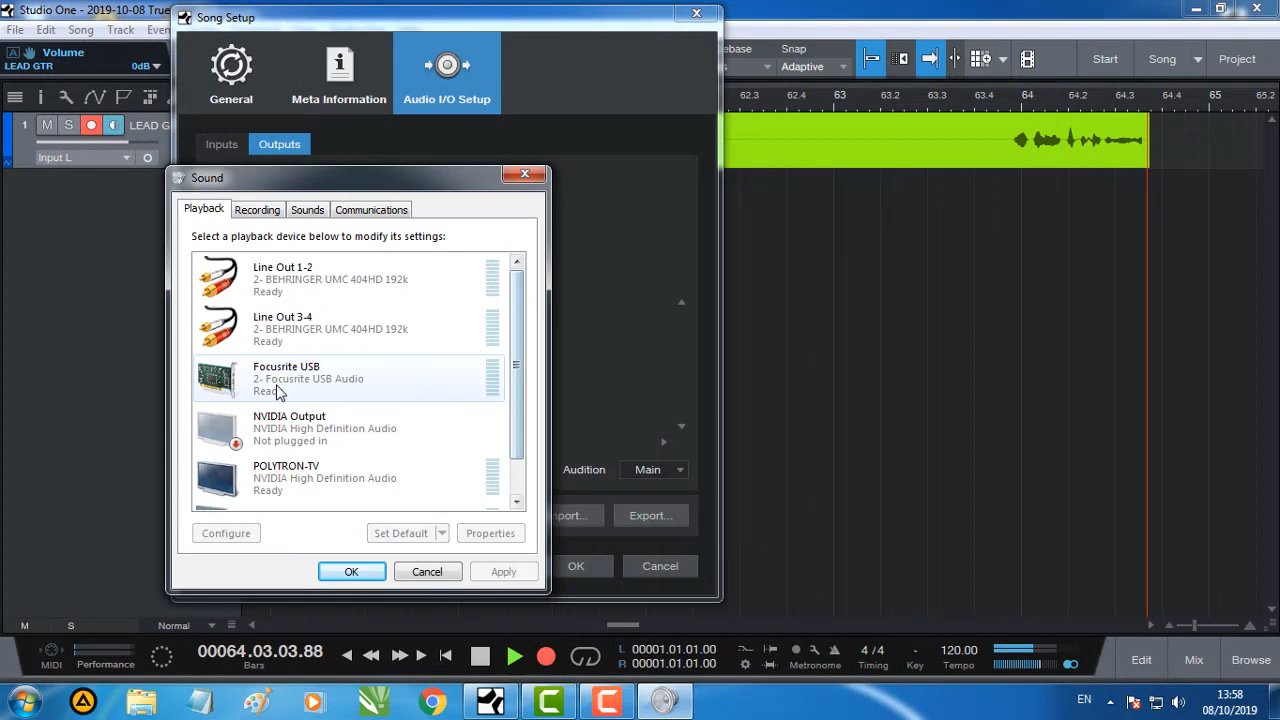 Studio One - 2019-10-08 True
File Edit Song Track Even
Song Setup
Volume
LEAD GTR 0dB
General
Meta Information
Audio I/O Setup
Snap
Adaptive
Start
Song
Project
62.3 62.4 63 63.2 63.3 63.4 64 64.2 64.3 65 65.2
1 M S LEAD G
Input L
Inputs Outputs
Sound
Playback Recording Sounds Communications
Select a playback device below to modify its settings:
Line Out 1-2
2- BEHRINGER UMC 404HD 192k
Ready
Line Out 3-4
2- BEHRINGER UMC 404HD 192k
Ready
Focusrite USB
2- Focusrite USB Audio
Ready
NVIDIA Output
NVIDIA High Definition Audio
Not plugged in
POLYTRON-TV
NVIDIA High Definition Audio
Ready
Configure Set Default Properties
OK Cancel Apply
Audition Main
port... Export...
OK Cancel
M S Normal
MIDI Performance
00064.03.03.88
Bars
L 00001.01.01.00
R 00001.01.01.00
Metronome
4 / 4
Timing
Key
120.00
Tempo
Edit Mix Browse
EN
13:58
08/10/2019